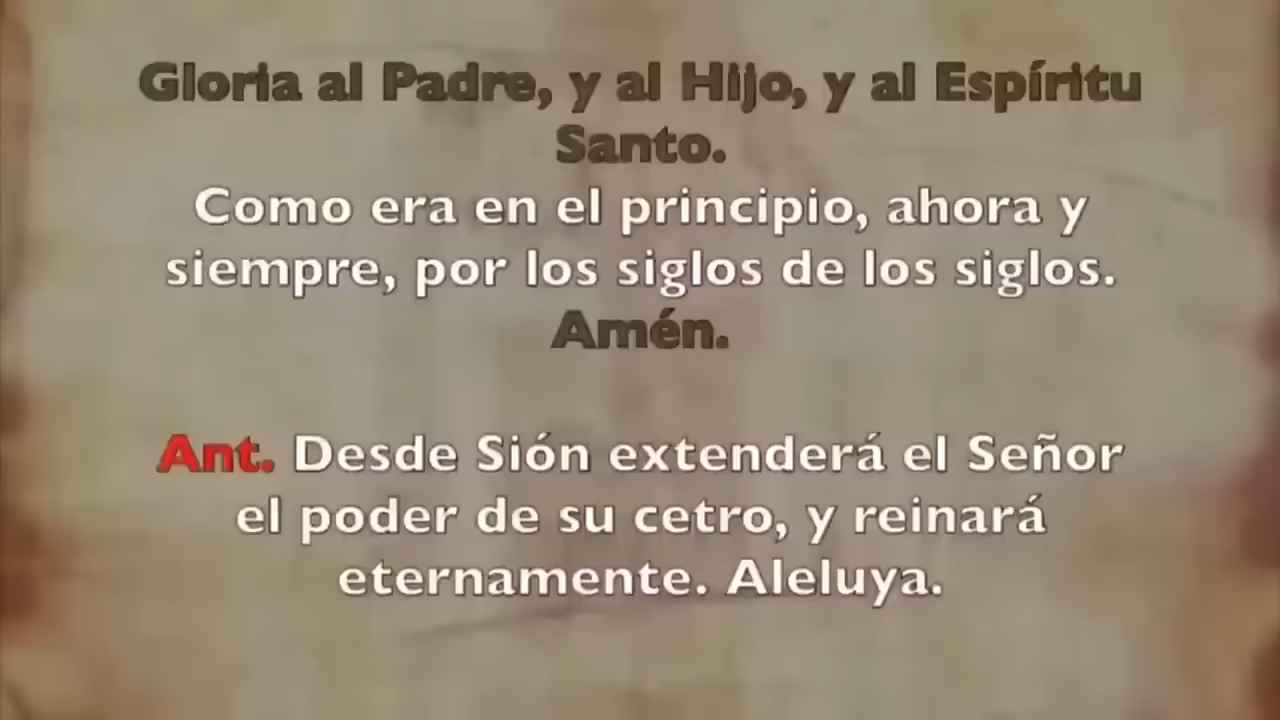 Gloria al Padre, y al Hijo, y al Espíritu
Santo.
Como era en el principio, ahora y
siempre, por los siglos de los siglos.
Amén.
Ant. Desde Sión extenderá el Señor
el poder de su cetro, y reinará
eternamente. Aleluya.